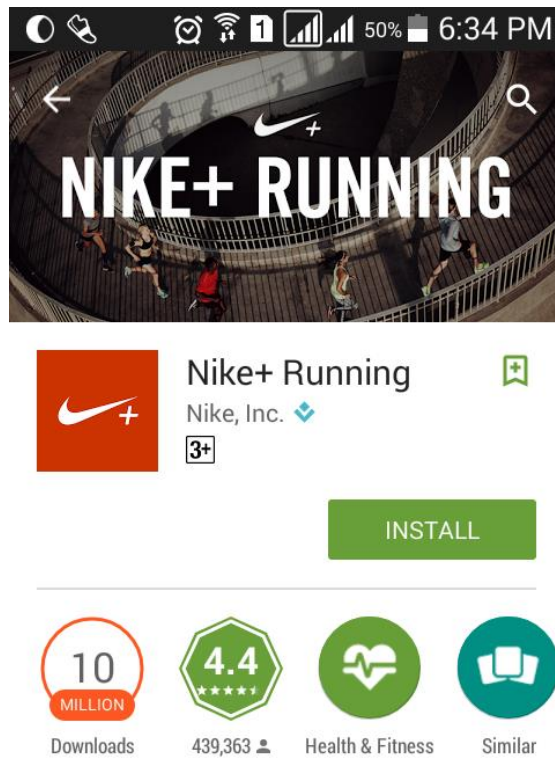 1 50% 6:34 PM
+
NIKE+ RUNNING
+
Nike+ Running
Nike, Inc.
3+
INSTALL
10
MILLION
4.4
Downloads
439,363
Health & Fitness
Similar